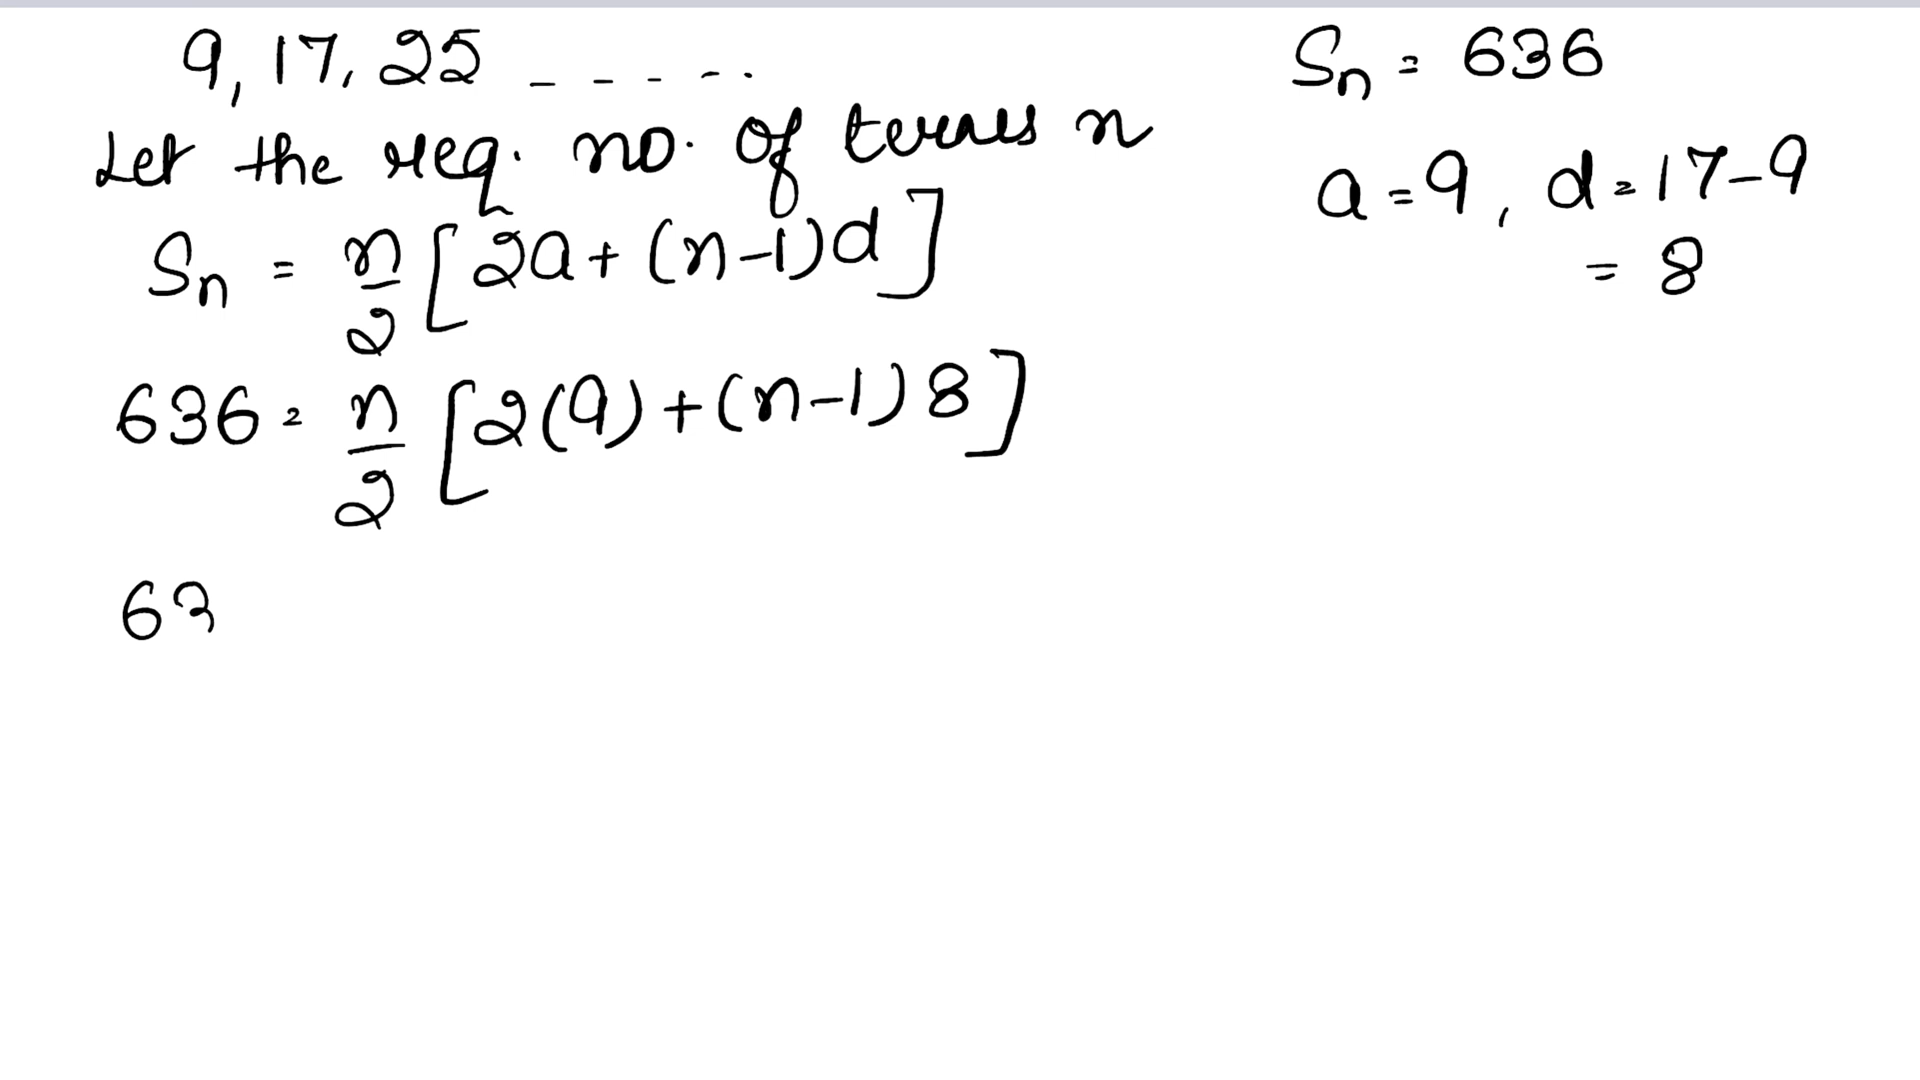 9, 17, 25 - - - - .
Sn = 636
Let the req. no. of terms n
a = 9, d = 17-9
= 8
Sn = n/2 [2a + (n-1)d]
636 = n/2 [2(9) + (n-1) 8]
63